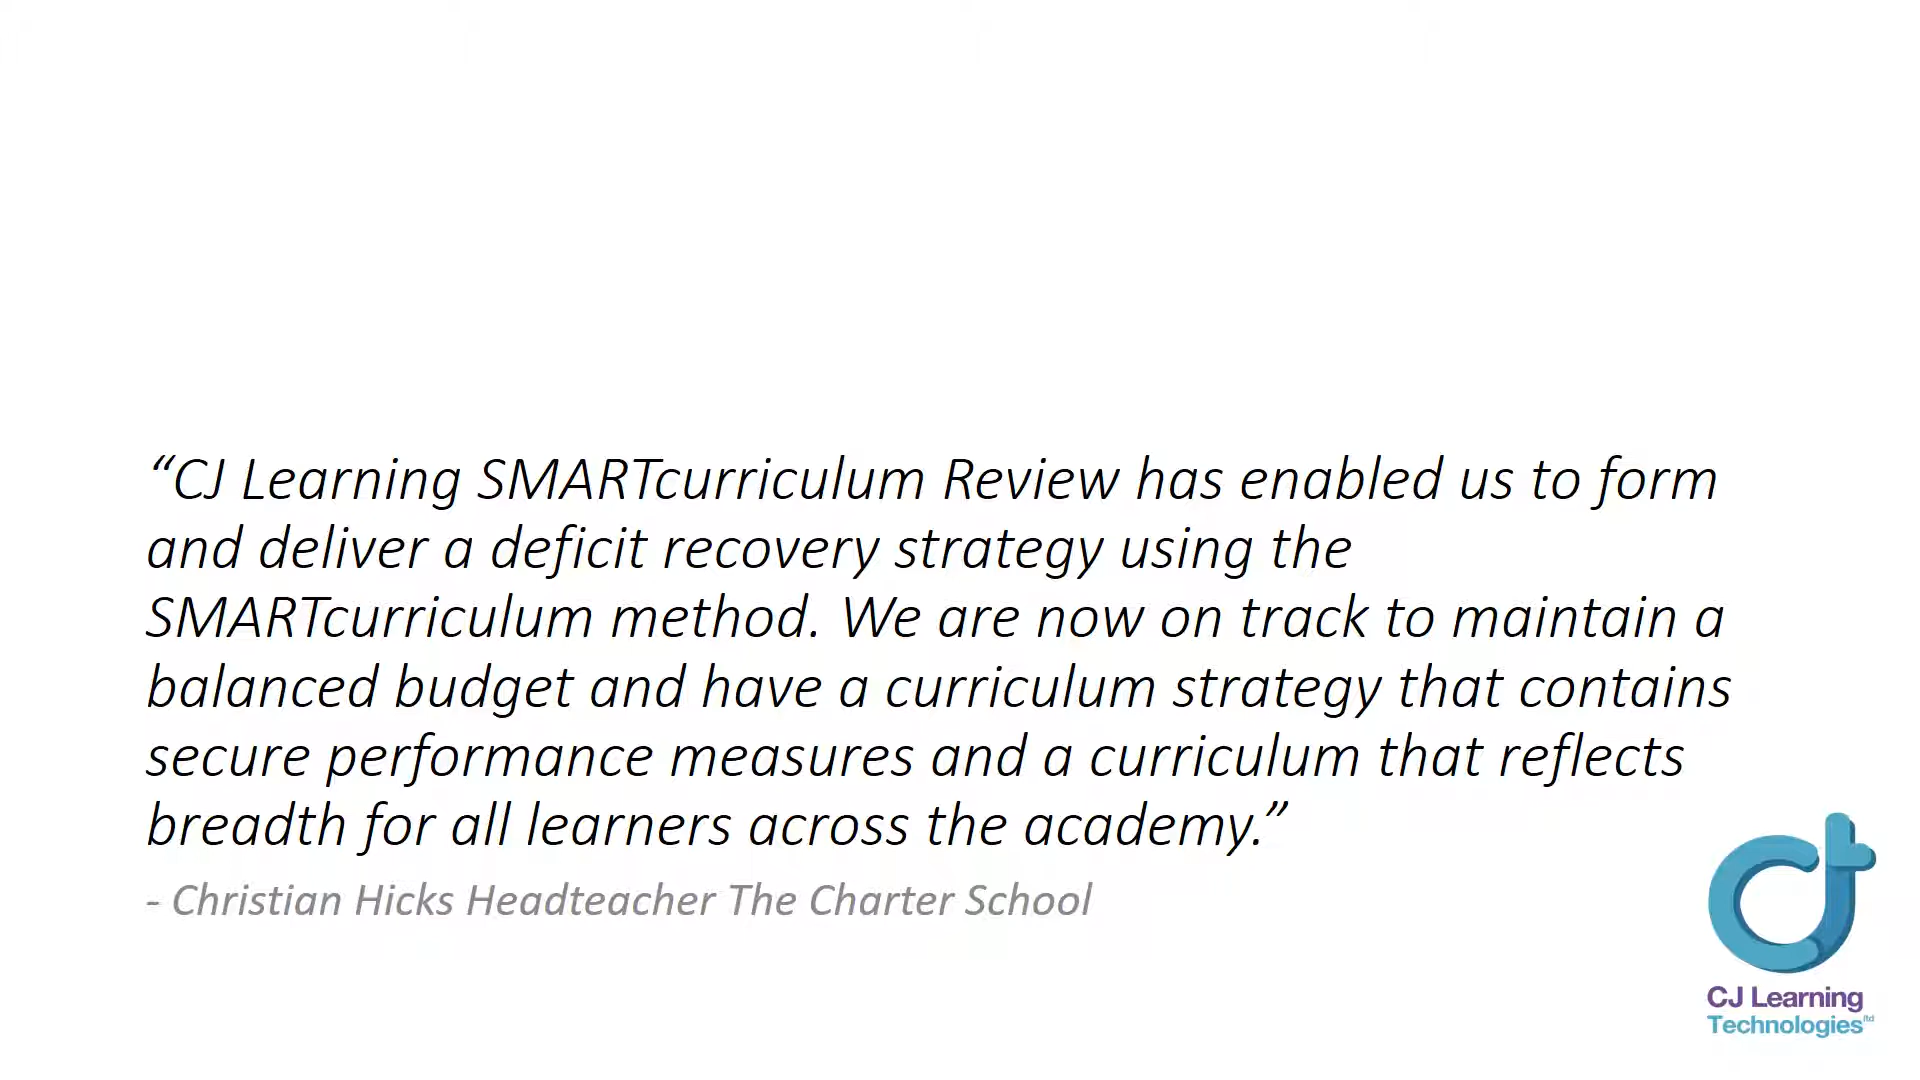 “CJ Learning SMARTcurriculum Review has enabled us to form
and deliver a deficit recovery strategy using the
SMARTcurriculum method. We are now on track to maintain a
balanced budget and have a curriculum strategy that contains
secure performance measures and a curriculum that reflects
breadth for all learners across the academy.”
- Christian Hicks Headteacher The Charter School
CJ Learning
Technologies ltd